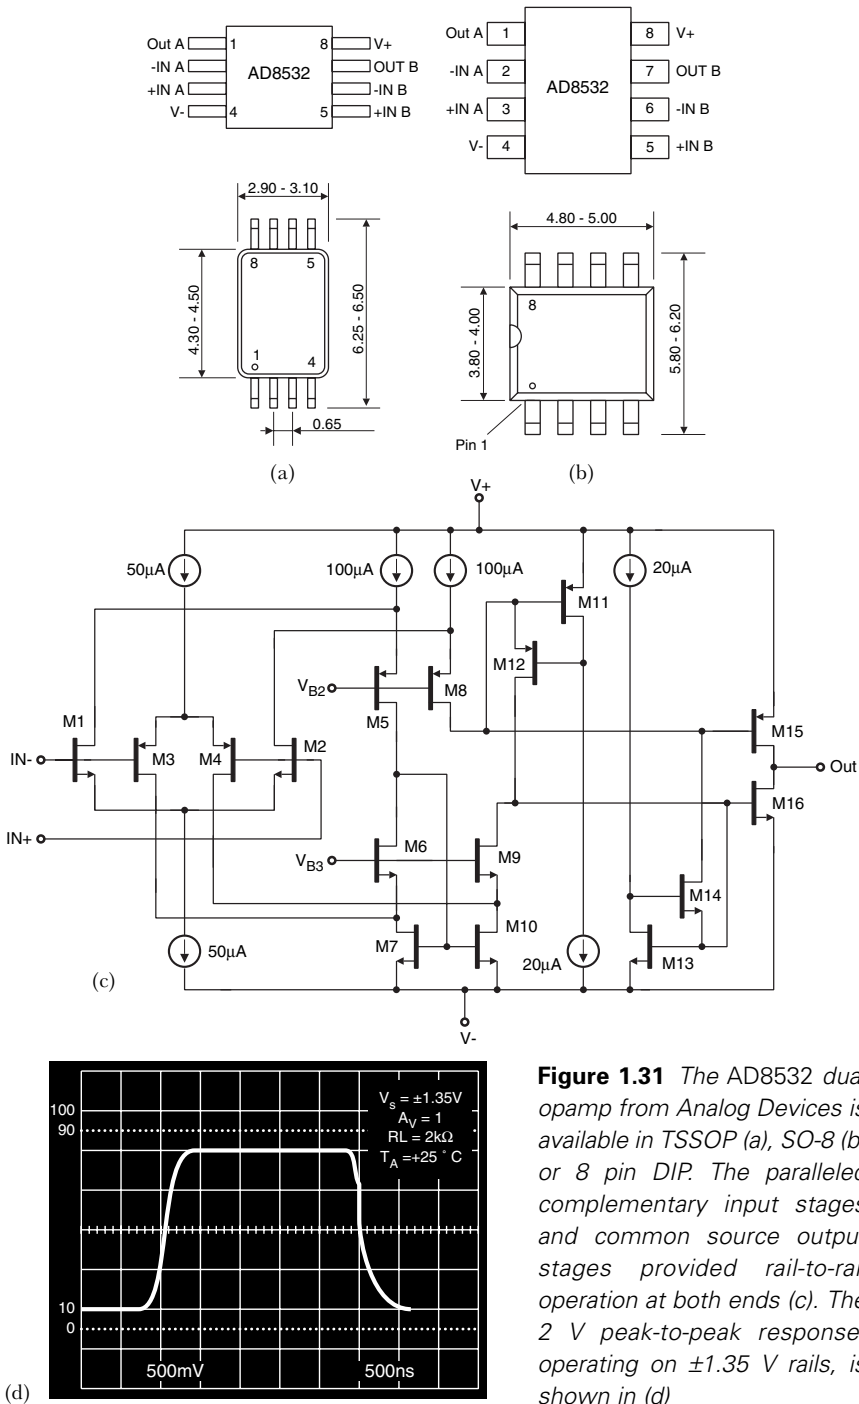 Out A 1 8 V+
-IN A OUT B
AD8532
+IN A -IN B
V- 4 5 +IN B
Out A 1 8 V+
-IN A 2 7 OUT B
AD8532
+IN A 3 6 -IN B
V- 4 5 +IN B
2.90 - 3.10
8 5
4.30 - 4.50
6.25 - 6.50
1 4
0.65
(a)
4.80 - 5.00
8
3.80 - 4.00
5.80 - 6.20
Pin 1
(b)
V+
50µA 100µA 100µA 20µA
M11
M12
VB2 M8
M5
M1 M15
IN- M3 M4 M2
Out
M16
IN+
M6
VB3 M9
M14
M10
M7
50µA 20µA M13
(c)
V-
100
90
10
0
Vs = ±1.35V
AV = 1
RL = 2kΩ
TA =+25 ° C
500mV 500ns
(d)
Figure 1.31 The AD8532 dua
opamp from Analog Devices is
available in TSSOP (a), SO-8 (b
or 8 pin DIP. The paralleled
complementary input stages
and common source outpu
stages provided rail-to-rai
operation at both ends (c). The
2 V peak-to-peak response
operating on ±1.35 V rails, is
shown in (d)